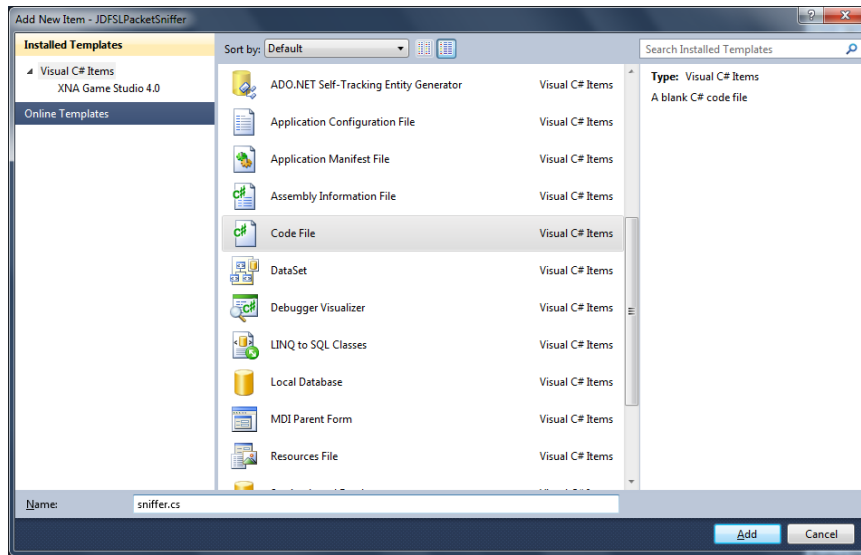 Add New Item - JDFSLPacketSniffer
Installed Templates
Visual C# Items
XNA Game Studio 4.0
Online Templates
Sort by: Default
Search Installed Templates
ADO.NET Self-Tracking Entity Generator Visual C# Items
Application Configuration File Visual C# Items
Application Manifest File Visual C# Items
Assembly Information File Visual C# Items
Code File Visual C# Items
DataSet Visual C# Items
Debugger Visualizer Visual C# Items
LINQ to SQL Classes Visual C# Items
Local Database Visual C# Items
MDI Parent Form Visual C# Items
Resources File Visual C# Items
Type: Visual C# Items
A blank C# code file
Name: sniffer.cs
Add Cancel